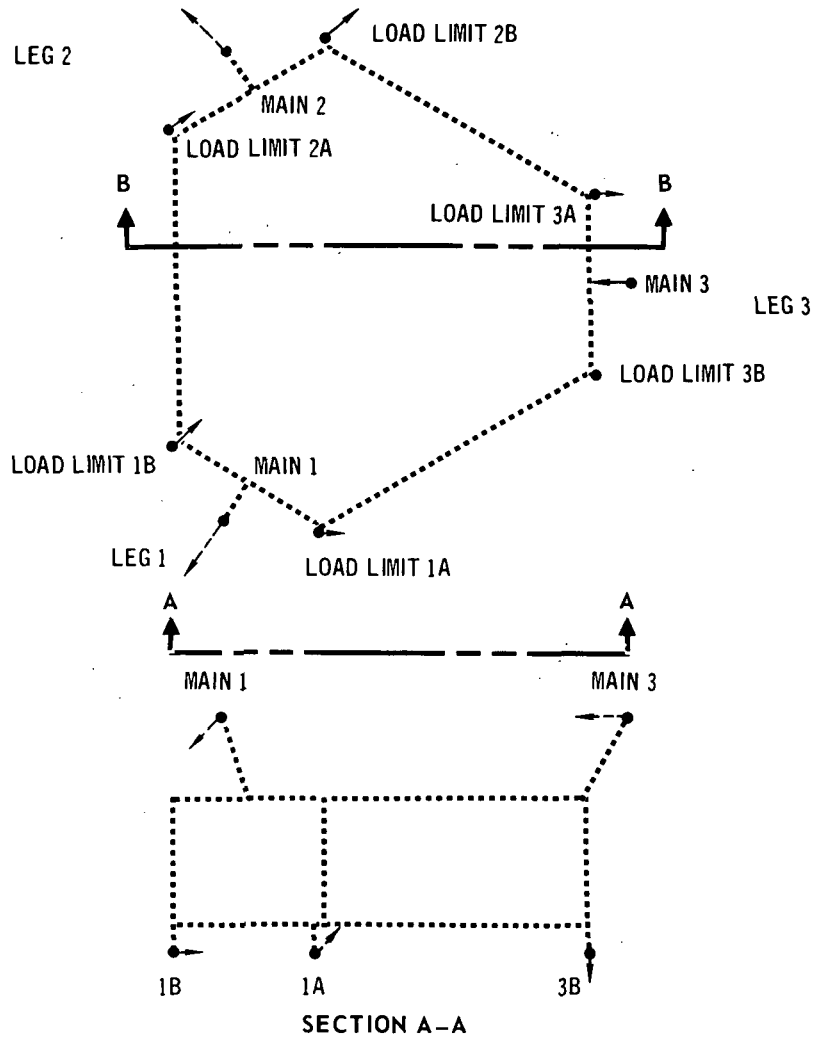 LOAD LIMIT 2B
LEG 2
MAIN 2
LOAD LIMIT 2A
B B
LOAD LIMIT 3A
MAIN 3
LEG 3
LOAD LIMIT 3B
MAIN 1
LOAD LIMIT 1B
LEG 1
LOAD LIMIT 1A
A A
MAIN 1 MAIN 3
1B 1A 3B
SECTION A–A